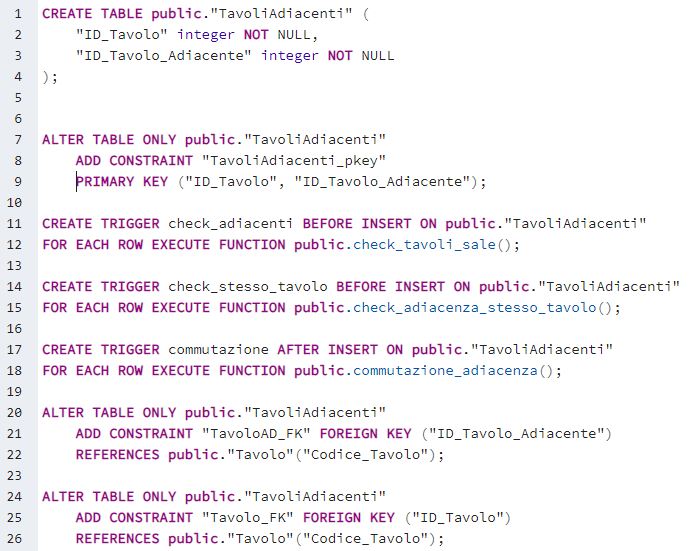 1 CREATE TABLE public."TavoliAdiacenti" (
2 "ID_Tavolo" integer NOT NULL,
3 "ID_Tavolo_Adiacente" integer NOT NULL
4 );
5
6
7 ALTER TABLE ONLY public."TavoliAdiacenti"
8 ADD CONSTRAINT "TavoliAdiacenti_pkey"
9 PRIMARY KEY ("ID_Tavolo", "ID_Tavolo_Adiacente");
10
11 CREATE TRIGGER check_adiacenti BEFORE INSERT ON public."TavoliAdiacenti"
12 FOR EACH ROW EXECUTE FUNCTION public.check_tavoli_sale();
13
14 CREATE TRIGGER check_stesso_tavolo BEFORE INSERT ON public."TavoliAdiacenti"
15 FOR EACH ROW EXECUTE FUNCTION public.check_adiacenza_stesso_tavolo();
16
17 CREATE TRIGGER commutazione AFTER INSERT ON public."TavoliAdiacenti"
18 FOR EACH ROW EXECUTE FUNCTION public.commutazione_adiacenza();
19
20 ALTER TABLE ONLY public."TavoliAdiacenti"
21 ADD CONSTRAINT "TavoloAD_FK" FOREIGN KEY ("ID_Tavolo_Adiacente")
22 REFERENCES public."Tavolo"("Codice_Tavolo");
23
24 ALTER TABLE ONLY public."TavoliAdiacenti"
25 ADD CONSTRAINT "Tavolo_FK" FOREIGN KEY ("ID_Tavolo")
26 REFERENCES public."Tavolo"("Codice_Tavolo");